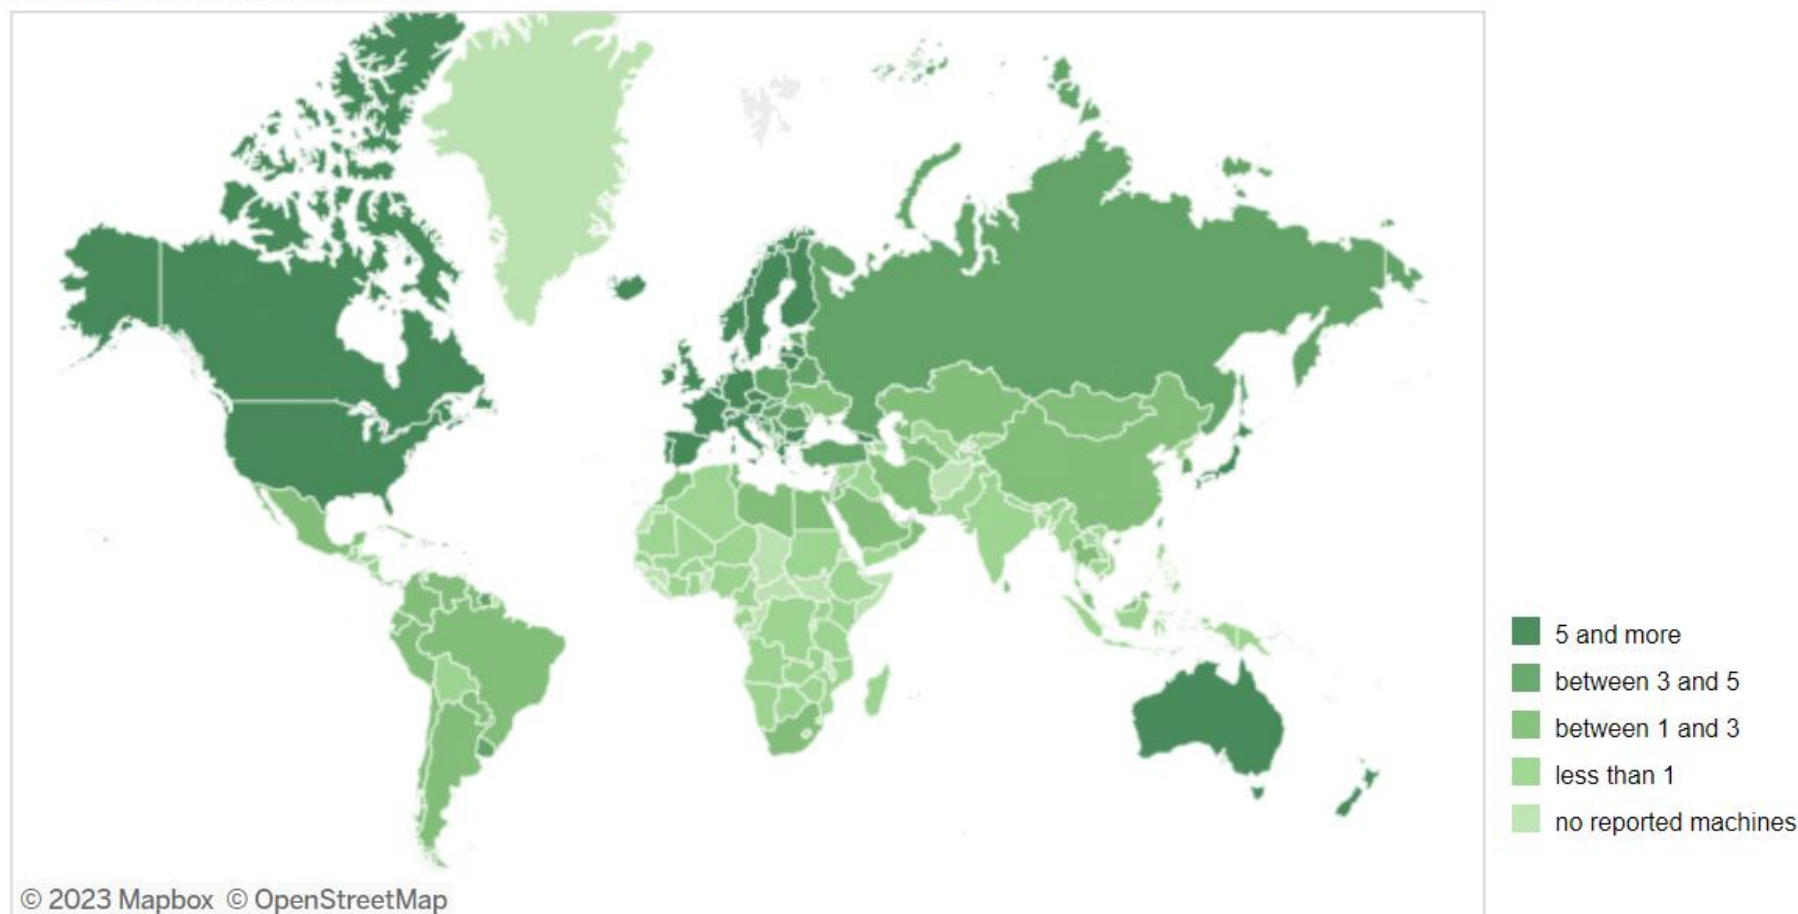 5 and more
between 3 and 5
between 1 and 3
less than 1
no reported machines
© 2023 Mapbox © OpenStreetMap